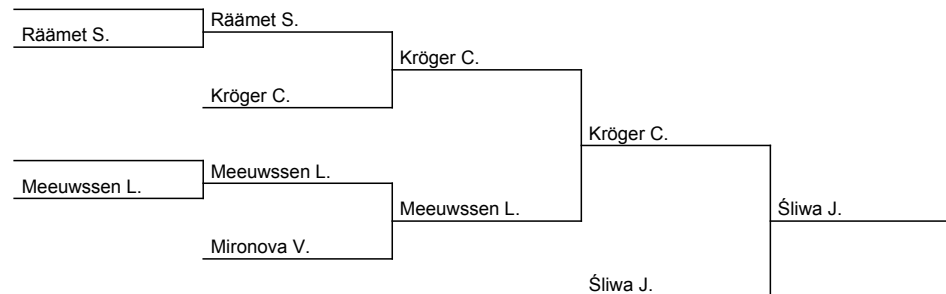 Räämet S.
Räämet S.
Kröger C.
Kröger C.
Kröger C.
Meeuwssen L.
Meeuwssen L.
Meeuwssen L.
Śliwa J.
Mironova V.
Śliwa J.